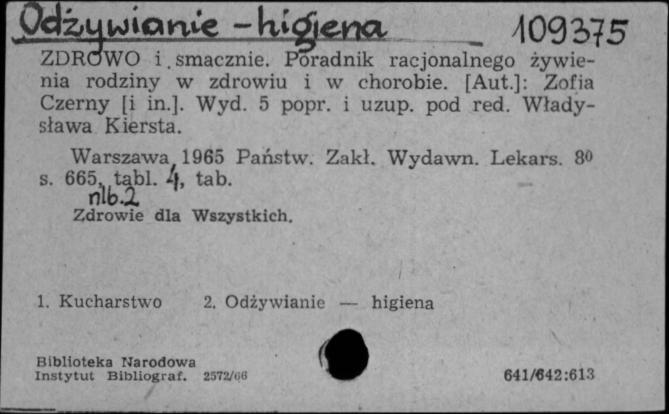 Odżywianie - higiena 109375
ZDROWO i smacznie. Poradnik racjonalnego żywie-
nia rodziny w zdrowiu i w chorobie. [Aut.]: Zofia
Czerny [i in.]. Wyd. 5 popr. i uzup. pod red. Włady-
sława Kiersta.
Warszawa 1965 Państw. Zakł. Wydawn. Lekars. 8⁰
s. 665, tabl. 4, tab.
nlb.2
Zdrowie dla Wszystkich.
1. Kucharstwo 2. Odżywianie — higiena
Biblioteka Narodowa
Instytut Bibliograf. 2572/66 641/642:613